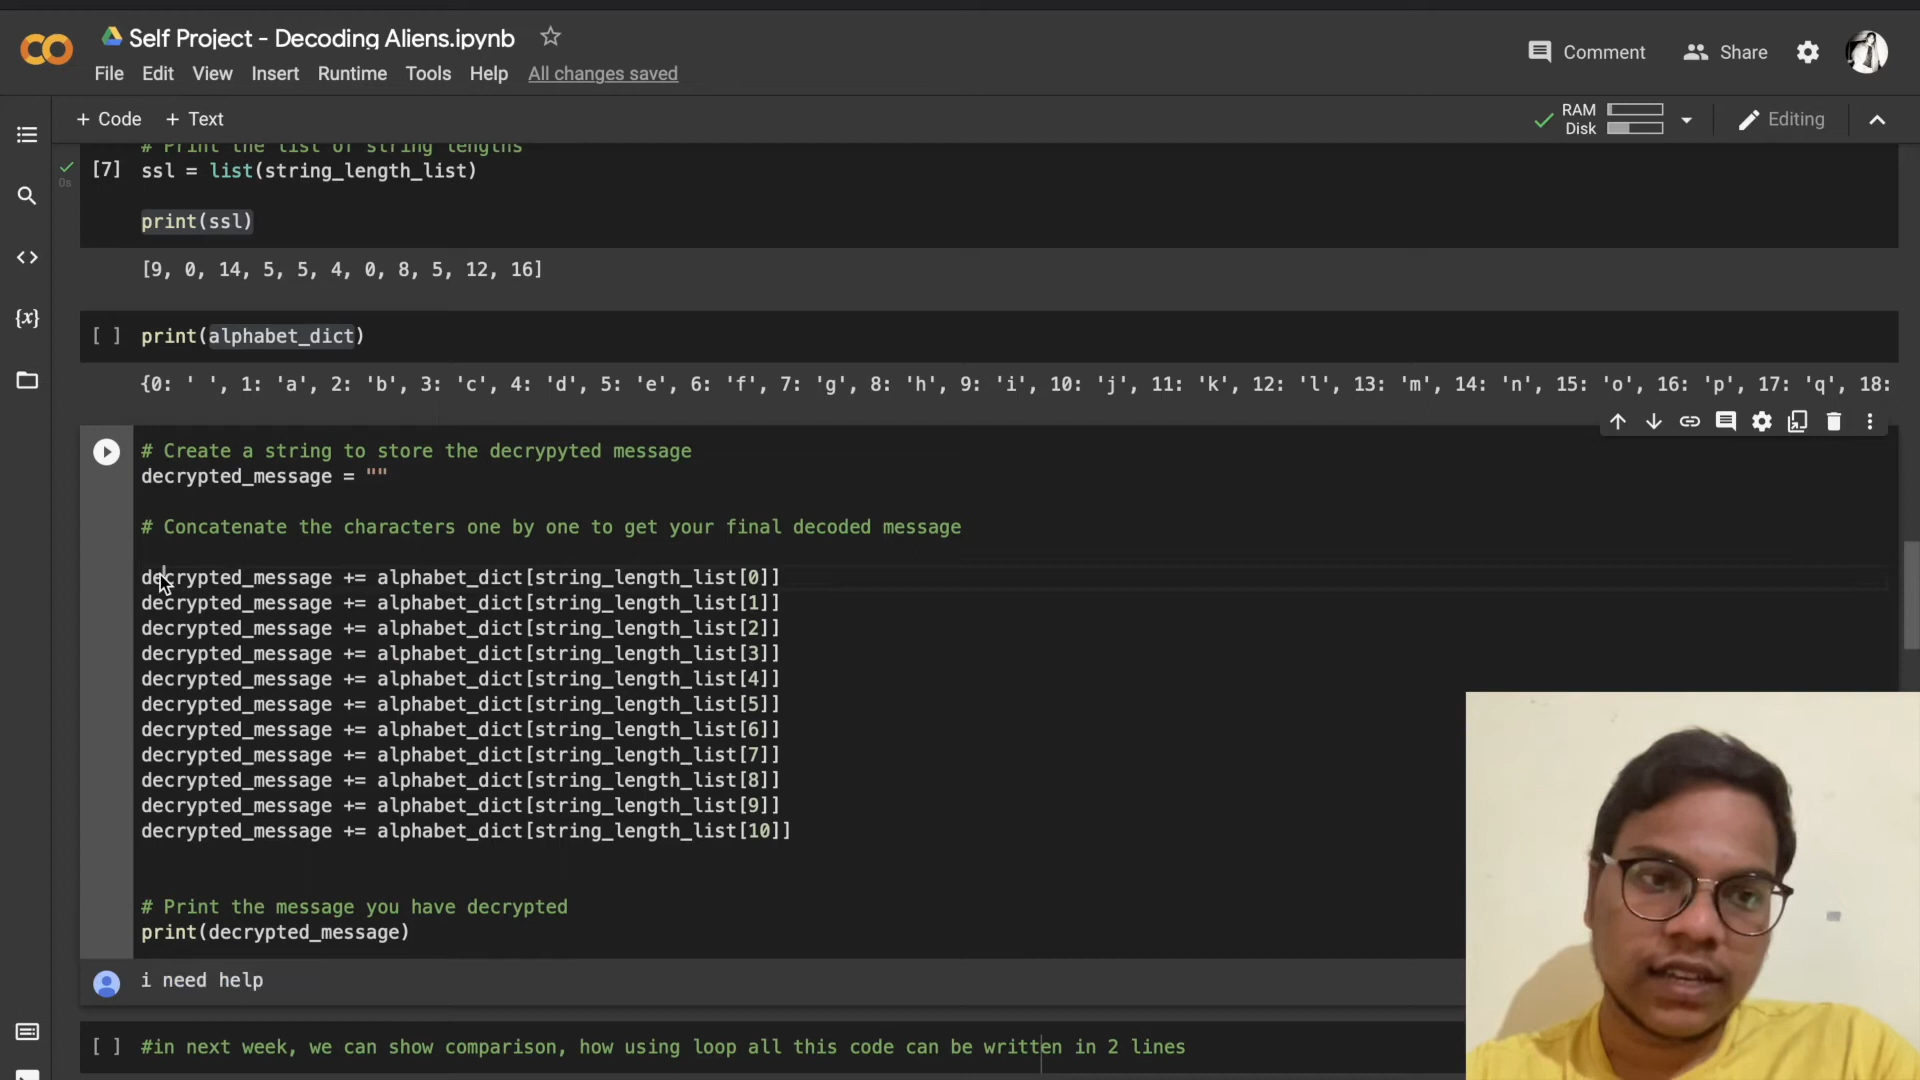 CO
Self Project - Decoding Aliens.ipynb
Comment
Share
File Edit View Insert Runtime Tools Help All changes saved
+ Code + Text
RAM
Disk
Editing
# Print the list of string lengths
[7] ssl = list(string_length_list)
0s
print(ssl)
[9, 0, 14, 5, 5, 4, 0, 8, 5, 12, 16]
[ ] print(alphabet_dict)
{0: ' ', 1: 'a', 2: 'b', 3: 'c', 4: 'd', 5: 'e', 6: 'f', 7: 'g', 8: 'h', 9: 'i', 10: 'j', 11: 'k', 12: 'l', 13: 'm', 14: 'n', 15: 'o', 16: 'p', 17: 'q', 18:
# Create a string to store the decrypyted message
decrypted_message = ""
# Concatenate the characters one by one to get your final decoded message
decrypted_message += alphabet_dict[string_length_list[0]]
decrypted_message += alphabet_dict[string_length_list[1]]
decrypted_message += alphabet_dict[string_length_list[2]]
decrypted_message += alphabet_dict[string_length_list[3]]
decrypted_message += alphabet_dict[string_length_list[4]]
decrypted_message += alphabet_dict[string_length_list[5]]
decrypted_message += alphabet_dict[string_length_list[6]]
decrypted_message += alphabet_dict[string_length_list[7]]
decrypted_message += alphabet_dict[string_length_list[8]]
decrypted_message += alphabet_dict[string_length_list[9]]
decrypted_message += alphabet_dict[string_length_list[10]]
# Print the message you have decrypted
print(decrypted_message)
i need help
[ ] #in next week, we can show comparison, how using loop all this code can be written in 2 lines